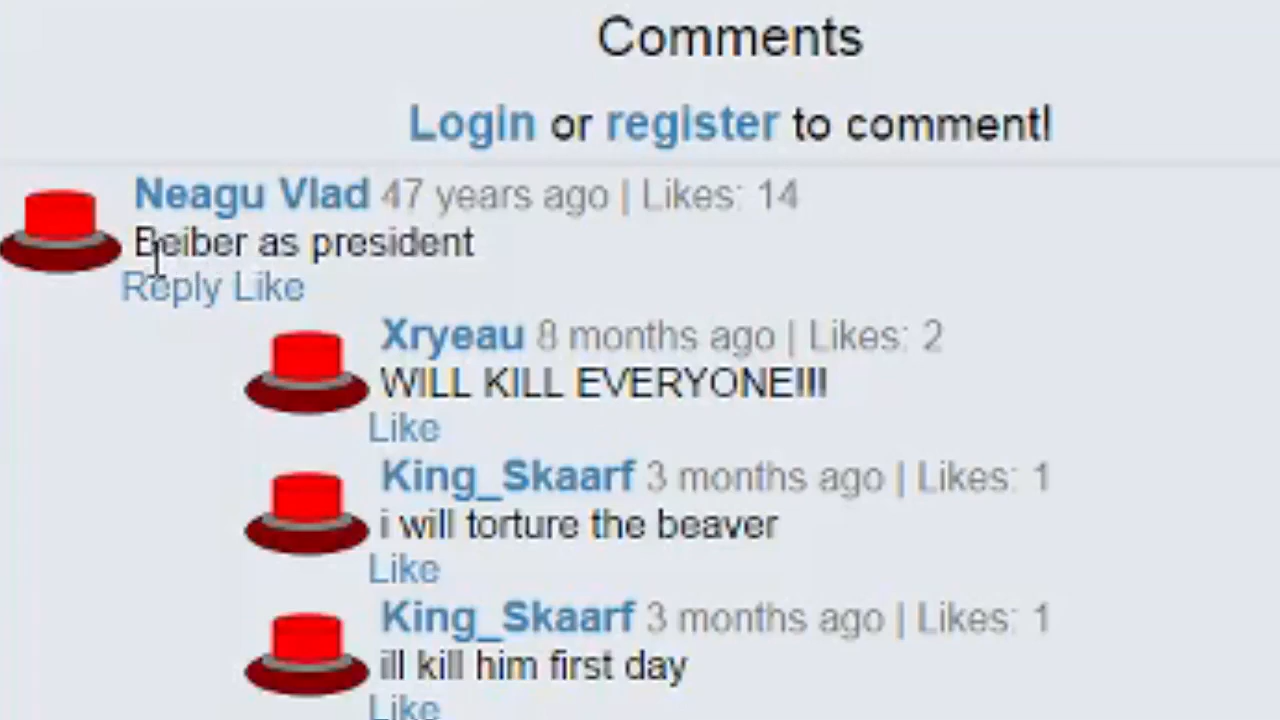 Comments
Login or register to comment!
Neagu Vlad 47 years ago | Likes: 14
Beiber as president
Reply Like
Xryeau 8 months ago | Likes: 2
WILL KILL EVERYONE!!!
Like
King_Skaarf 3 months ago | Likes: 1
i will torture the beaver
Like
King_Skaarf 3 months ago | Likes: 1
ill kill him first day
Like